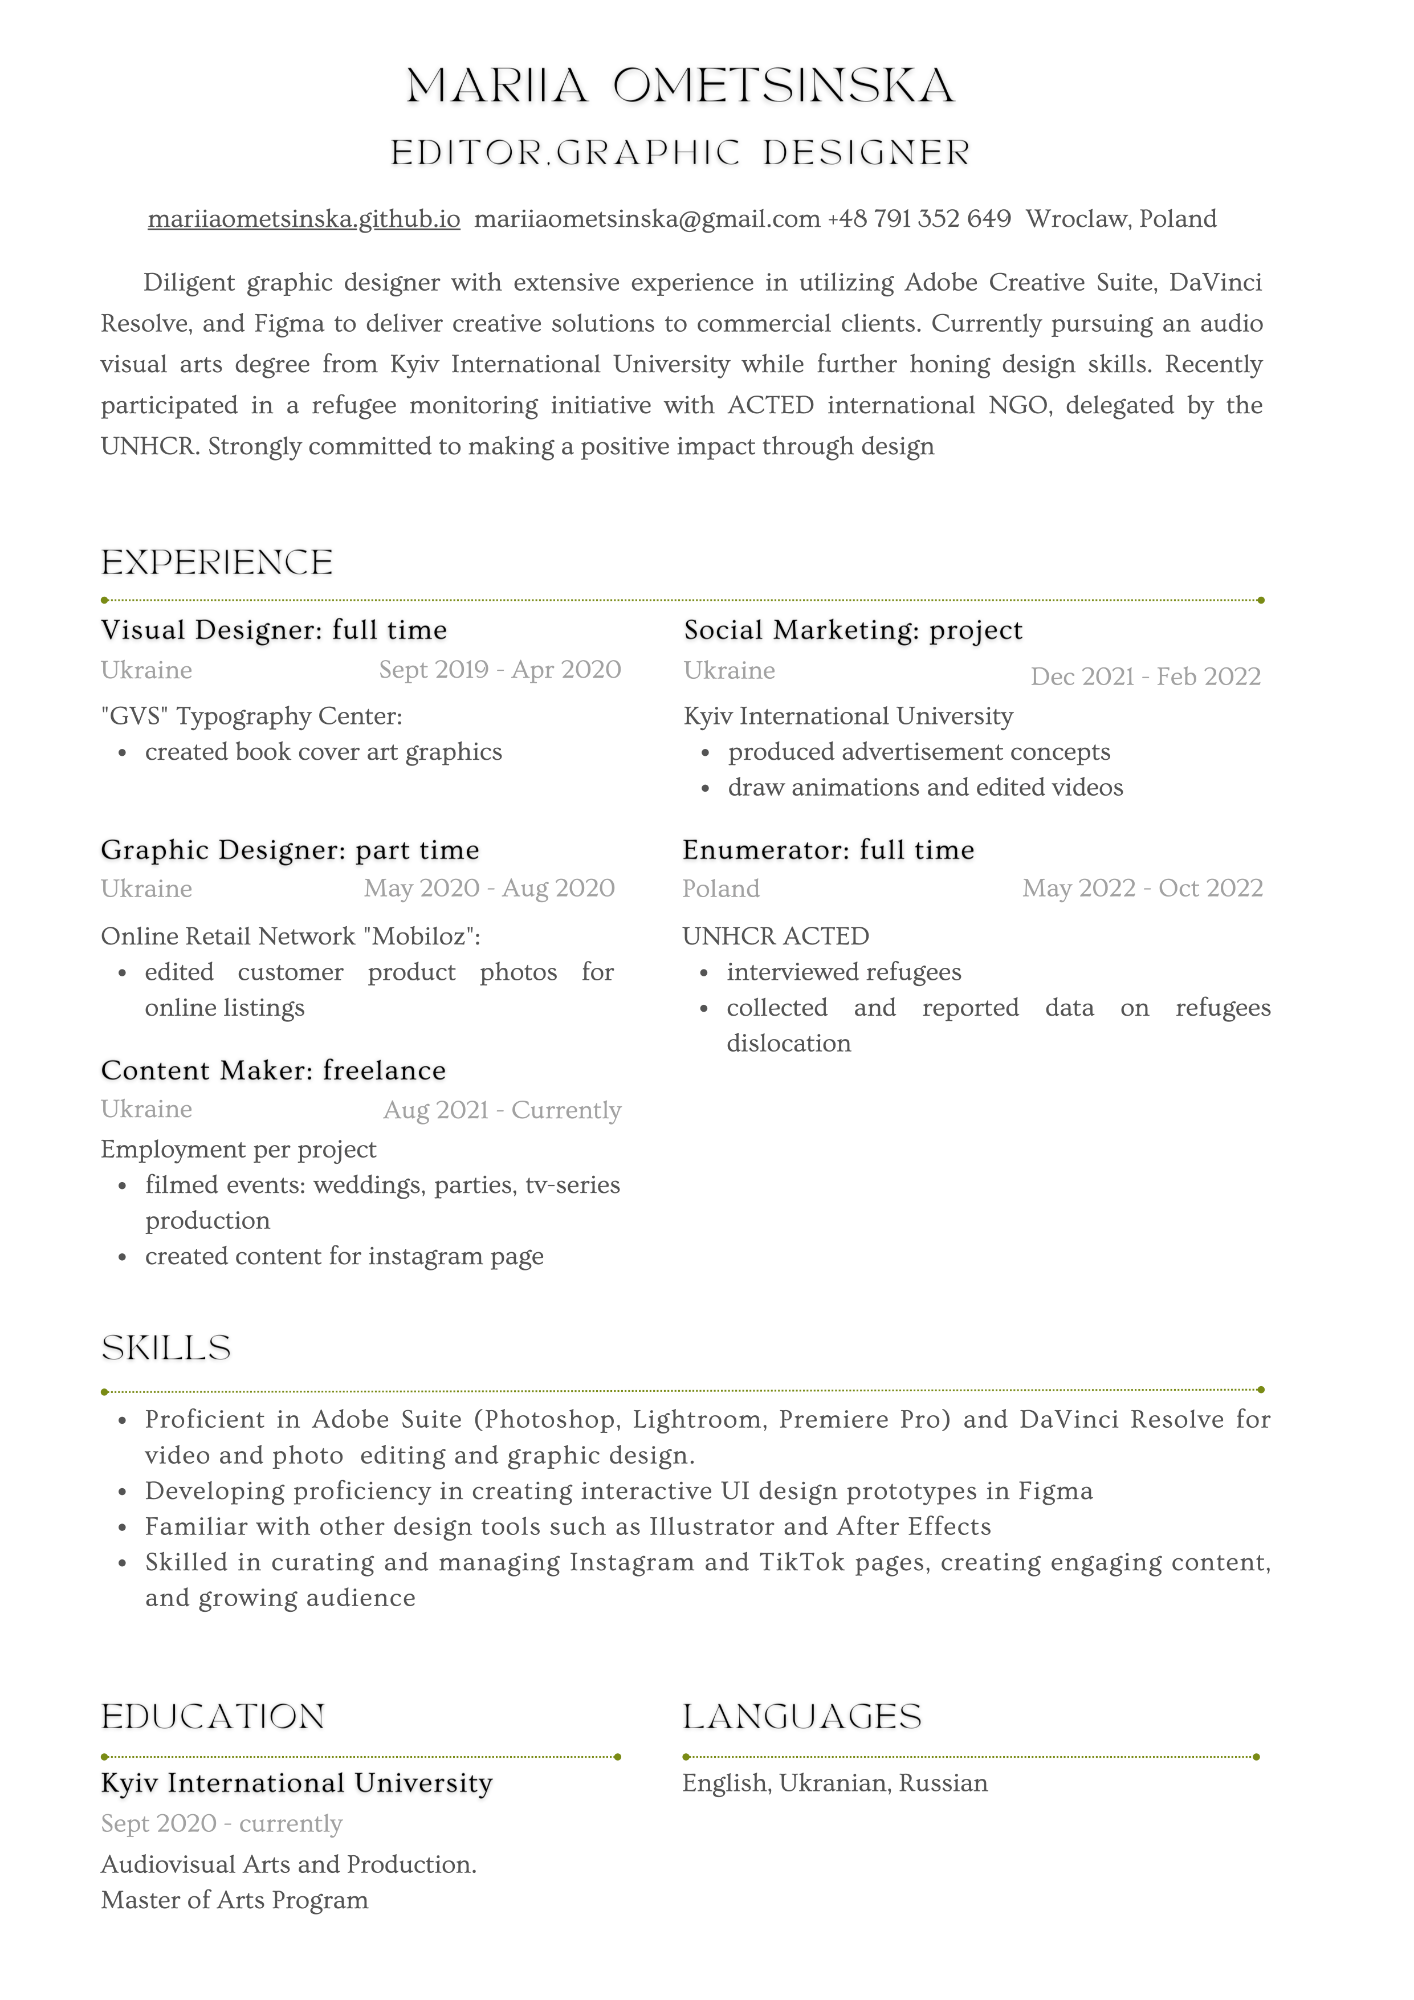 MARIIA OMETSINSKA
EDITOR.GRAPHIC DESIGNER
mariiaometsinska.github.io mariiaometsinska@gmail.com +48 791 352 649 Wroclaw, Poland
Diligent graphic designer with extensive experience in utilizing Adobe Creative Suite, DaVinci
Resolve, and Figma to deliver creative solutions to commercial clients. Currently pursuing an audio
visual arts degree from Kyiv International University while further honing design skills. Recently
participated in a refugee monitoring initiative with ACTED international NGO, delegated by the
UNHCR. Strongly committed to making a positive impact through design
EXPERIENCE
Visual Designer: full time
Ukraine Sept 2019 - Apr 2020
"GVS" Typography Center:
• created book cover art graphics
Graphic Designer: part time
Ukraine May 2020 - Aug 2020
Online Retail Network "Mobiloz":
• edited customer product photos for
online listings
Content Maker: freelance
Ukraine Aug 2021 - Currently
Employment per project
• filmed events: weddings, parties, tv-series
production
• created content for instagram page
Social Marketing: project
Ukraine Dec 2021 - Feb 2022
Kyiv International University
• produced advertisement concepts
• draw animations and edited videos
Enumerator: full time
Poland May 2022 - Oct 2022
UNHCR ACTED
• interviewed refugees
• collected and reported data on refugees
dislocation
SKILLS
• Proficient in Adobe Suite (Photoshop, Lightroom, Premiere Pro) and DaVinci Resolve for
video and photo editing and graphic design.
• Developing proficiency in creating interactive UI design prototypes in Figma
• Familiar with other design tools such as Illustrator and After Effects
• Skilled in curating and managing Instagram and TikTok pages, creating engaging content,
and growing audience
EDUCATION
Kyiv International University
Sept 2020 - currently
Audiovisual Arts and Production.
Master of Arts Program
LANGUAGES
English, Ukranian, Russian